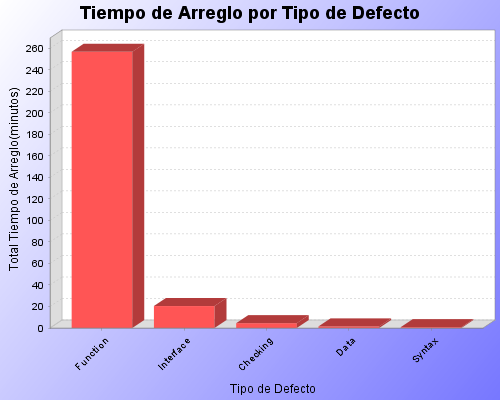 Tiempo de Arreglo por Tipo de Defecto
Total Tiempo de Arreglo(minutos)
260
240
220
200
180
160
140
120
100
80
60
40
20
0
Function
Interface
Checking
Data
Syntax
Tipo de Defecto